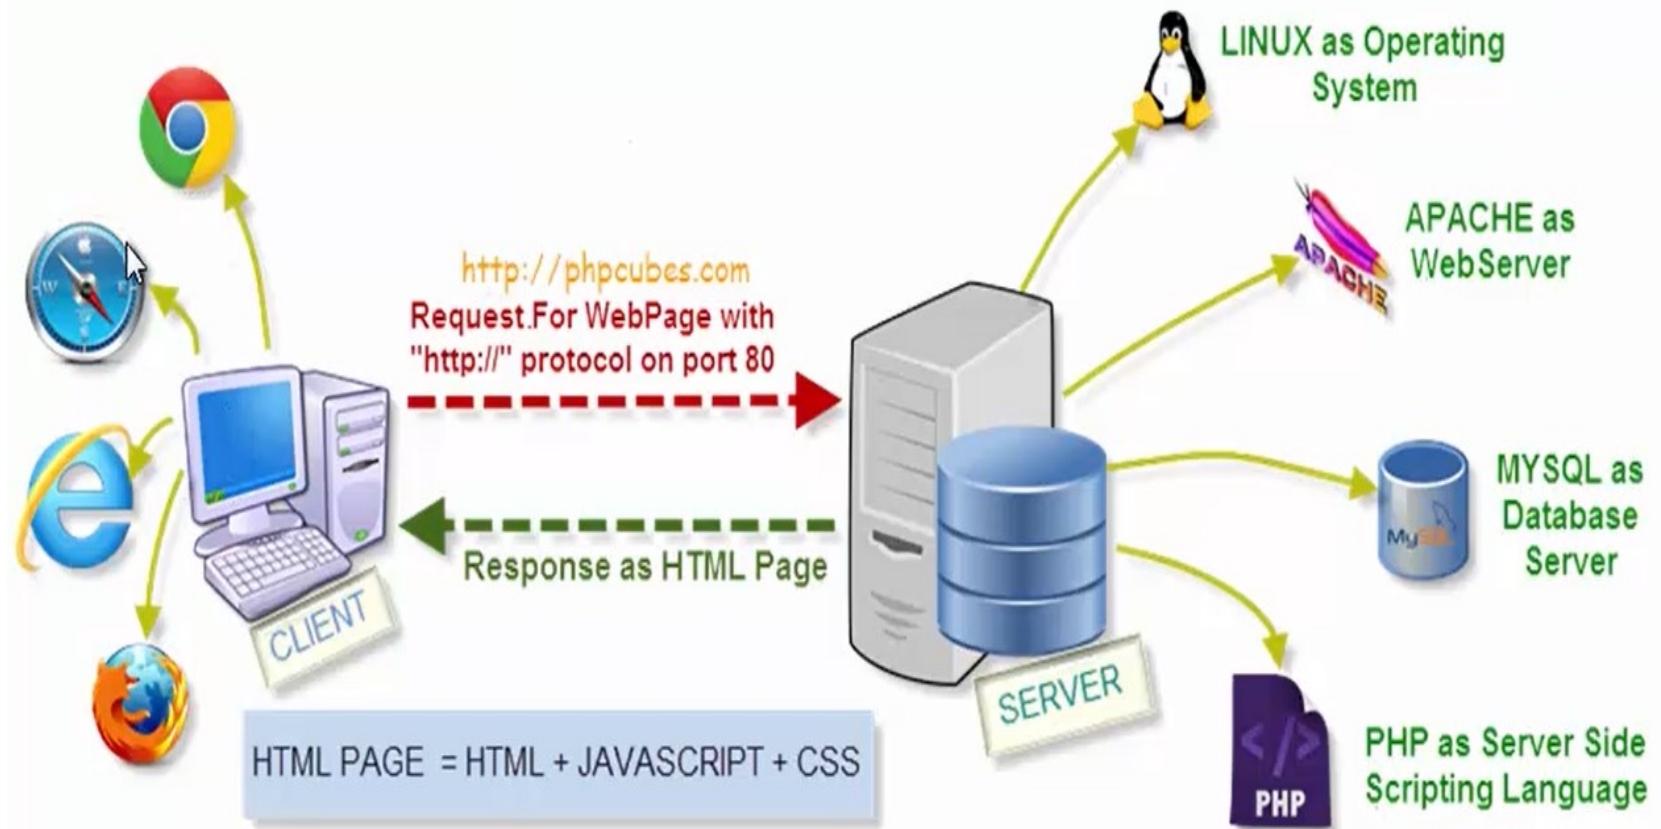 LINUX as Operating
System
APACHE as
WebServer
APACHE
W
E
http://phpcubes.com
Request.For WebPage with
"http://" protocol on port 80
Response as HTML Page
MYSQL as
Database
Server
MySQL
CLIENT
SERVER
HTML PAGE = HTML + JAVASCRIPT + CSS
</>
PHP
PHP as Server Side
Scripting Language